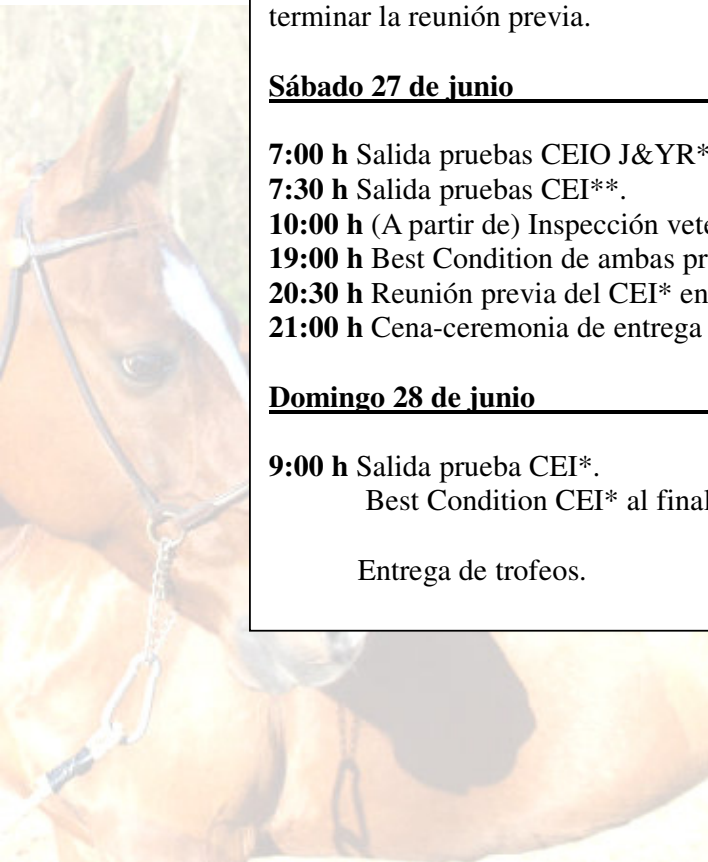 terminar la reunión previa.
Sábado 27 de junio
7:00 h Salida pruebas CEIO J&YR*
7:30 h Salida pruebas CEI**.
10:00 h (A partir de) Inspección
19:00 h Best Condition de ambas
20:30 h Reunión previa del CEI* en
21:00 h Cena-ceremonia de entrega
Domingo 28 de junio
9:00 h Salida prueba CEI*.
Best Condition CEI* al final
Entrega de trofeos.